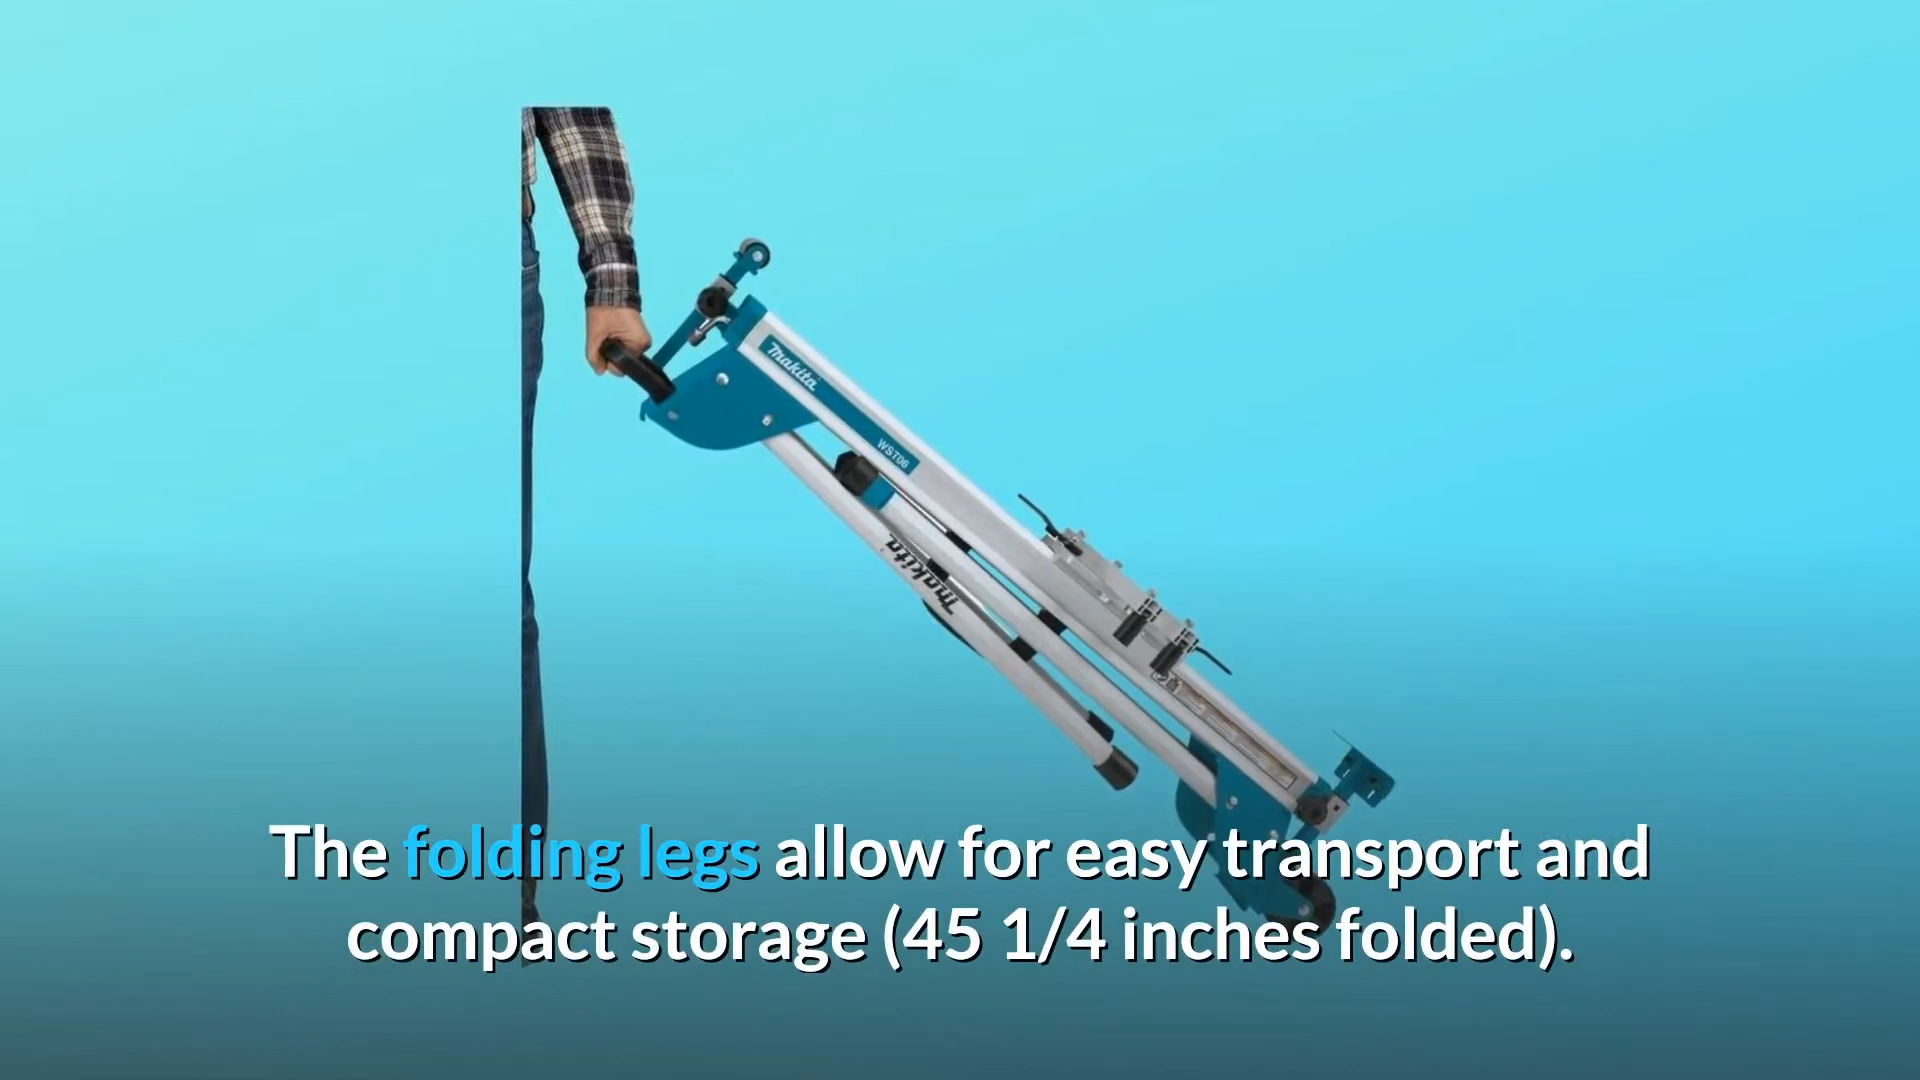 Makita
WST06
Makita
The folding legs allow for easy transport and
compact storage (45 1/4 inches folded).